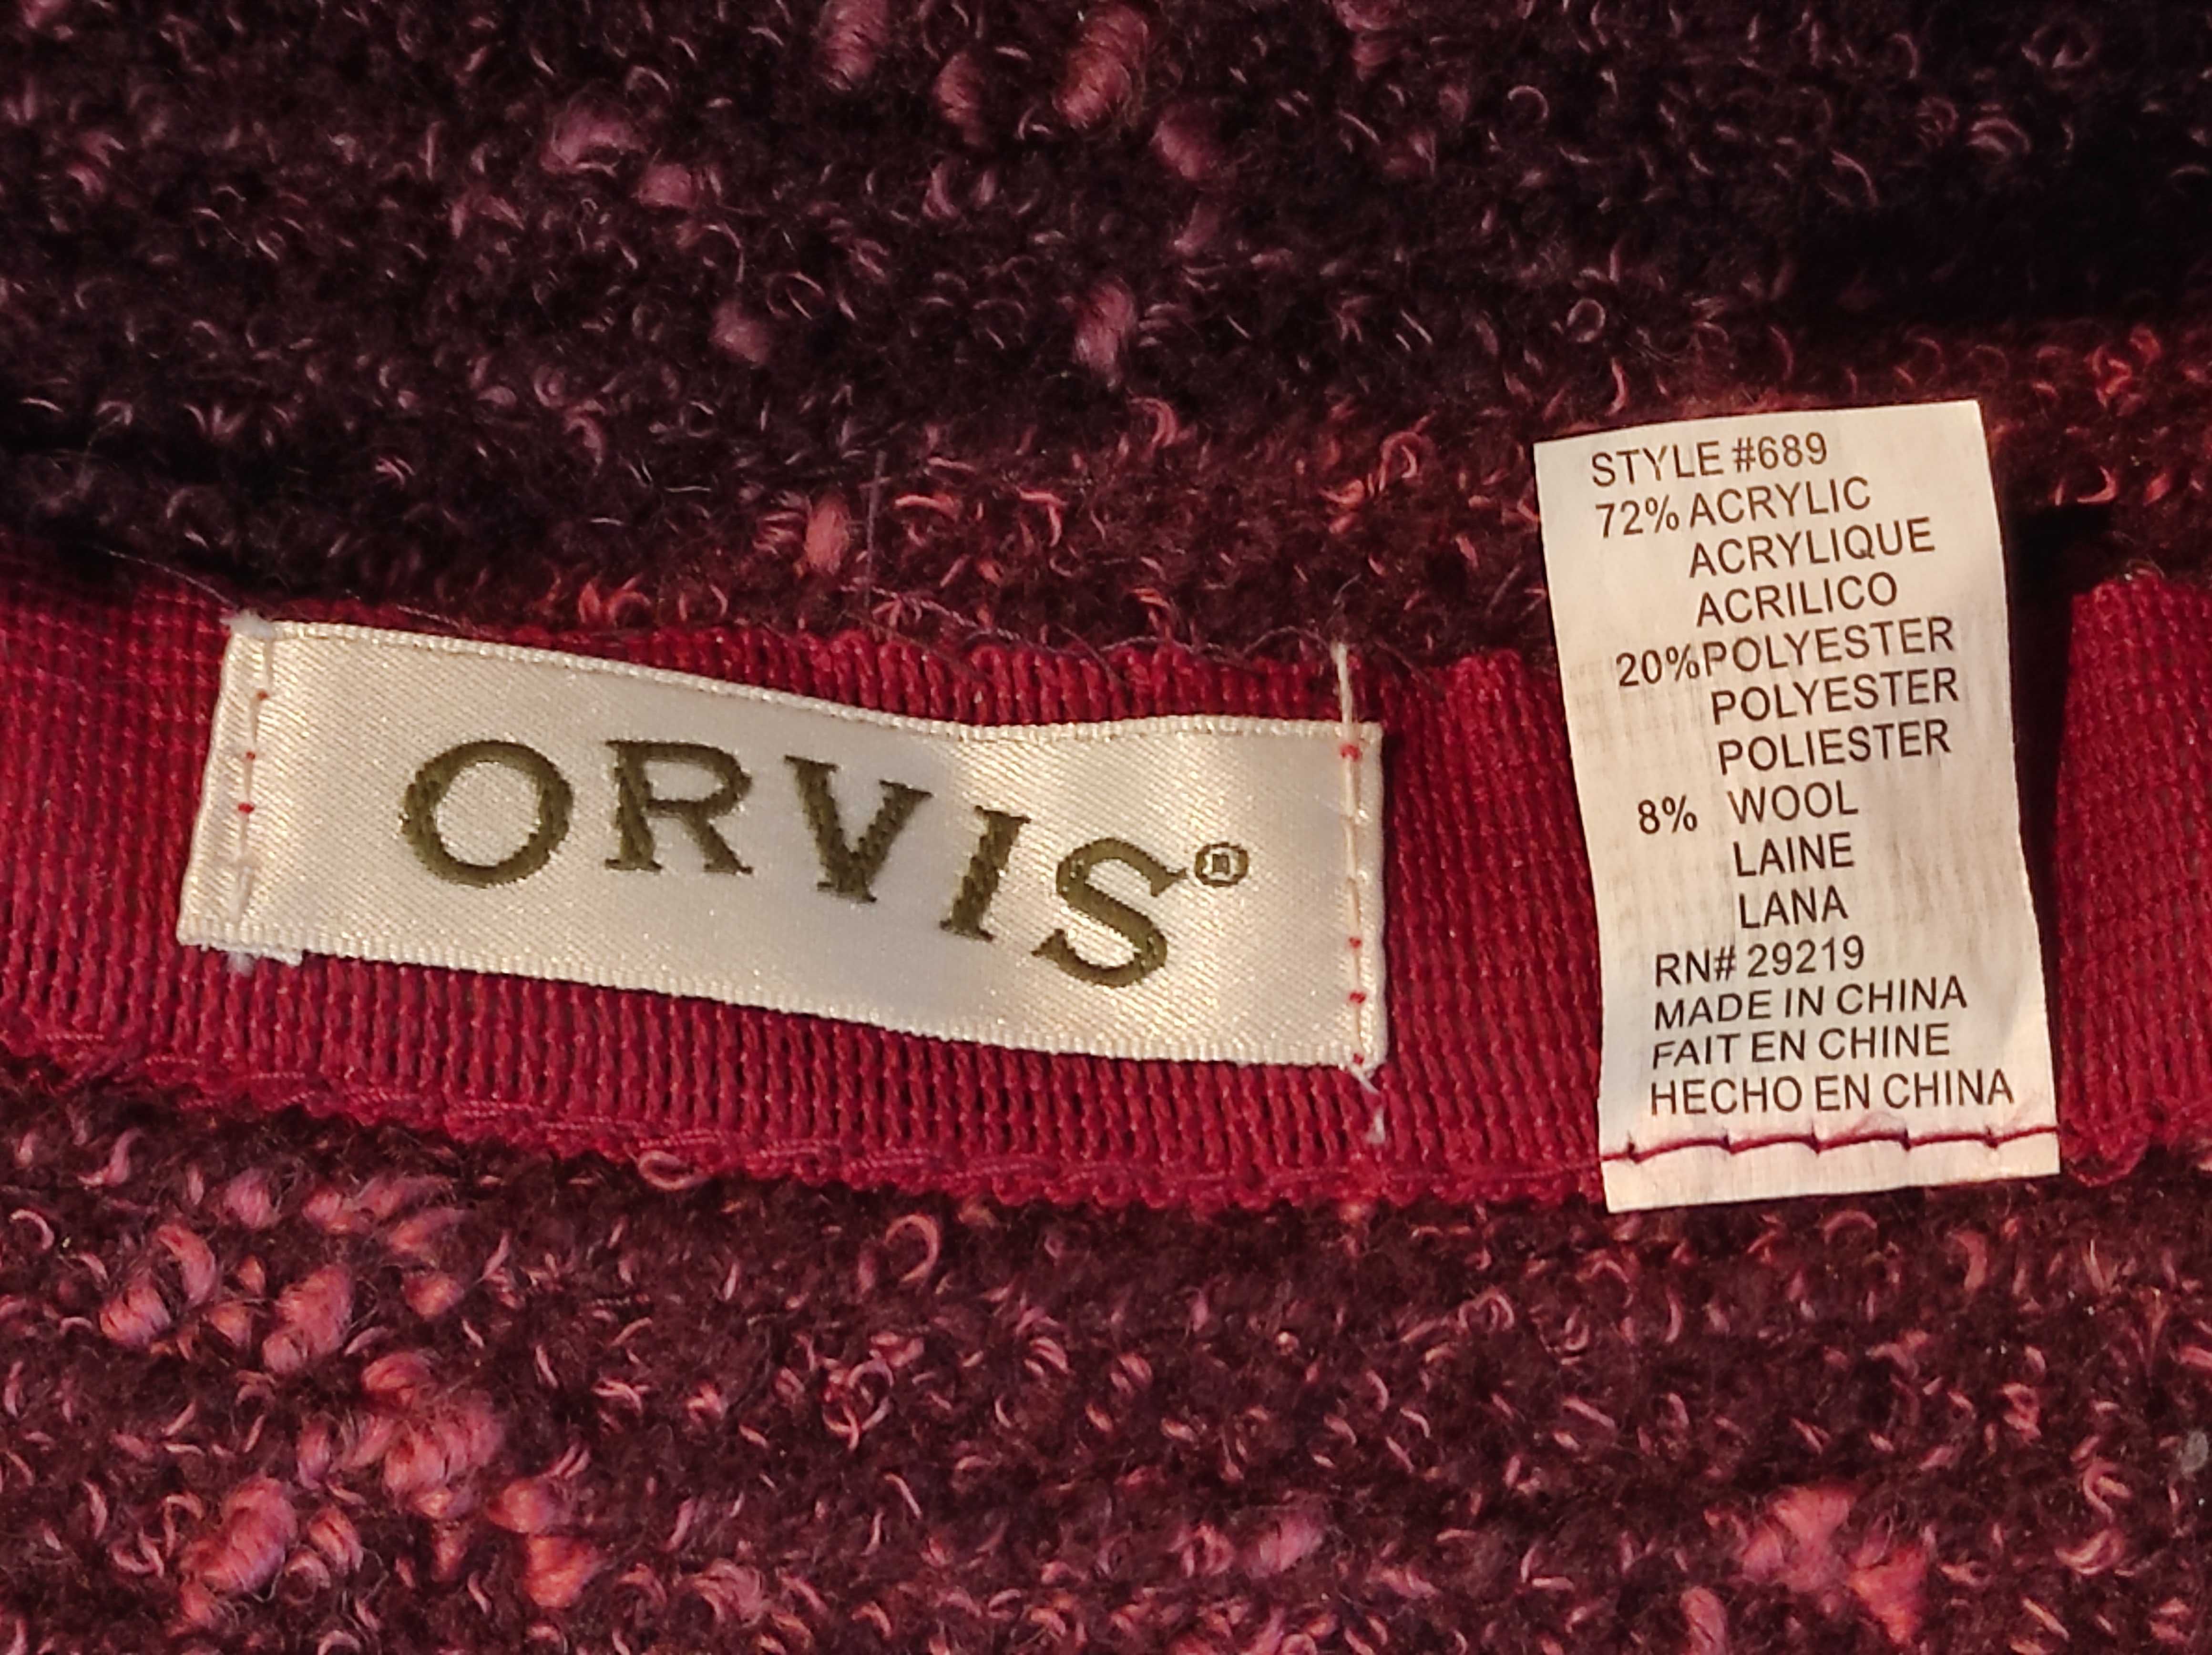 ORVIS®
STYLE #689
72% ACRYLIC
ACRYLIQUE
ACRILICO
20%POLYESTER
POLYESTER
POLIESTER
8% WOOL
LAINE
LANA
RN# 29219
MADE IN CHINA
FAIT EN CHINE
HECHO EN CHINA